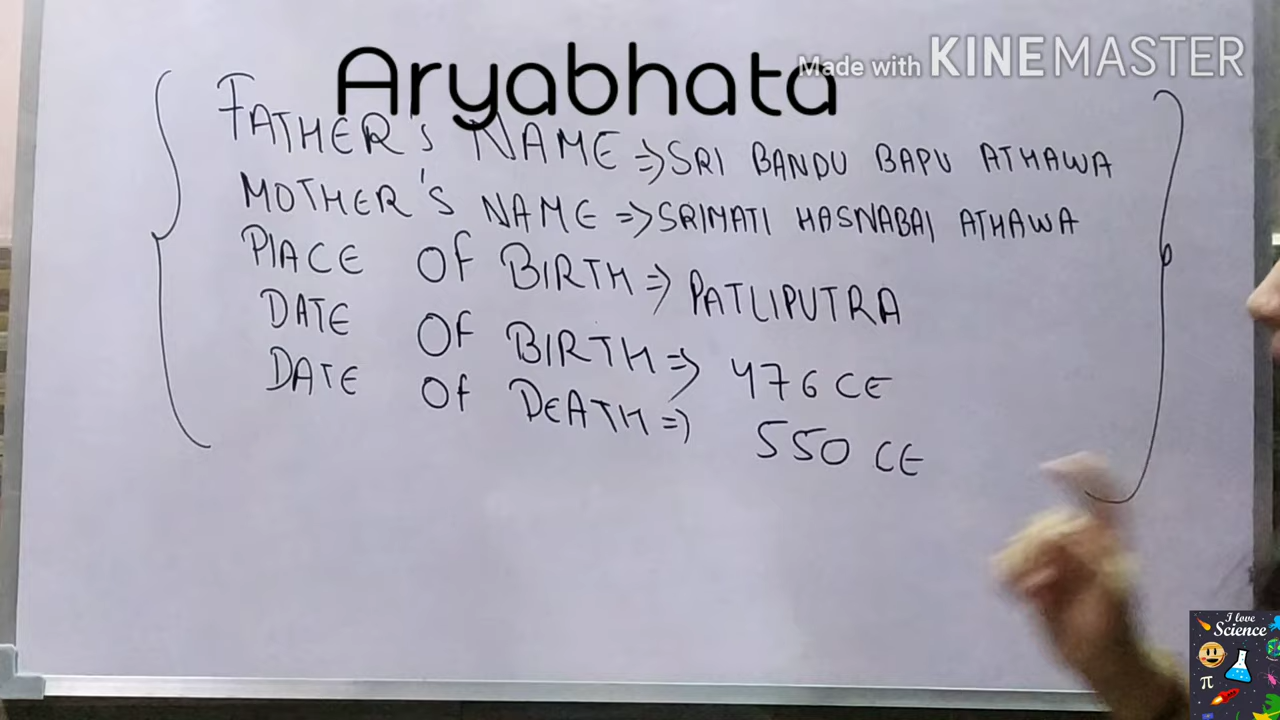 Aryabhata
Made with KINEMASTER
FATHER'S NAME => SRI BANDU BAPU ATHAWA
MOTHER'S NAME => SRIMATI HASNABAI ATHAWA
PlACE Of BIRTH => PATLIPUTRA
DATE Of BIRTH => 476 CE
DATE Of DEATH => 550 CE
I love
Science
π